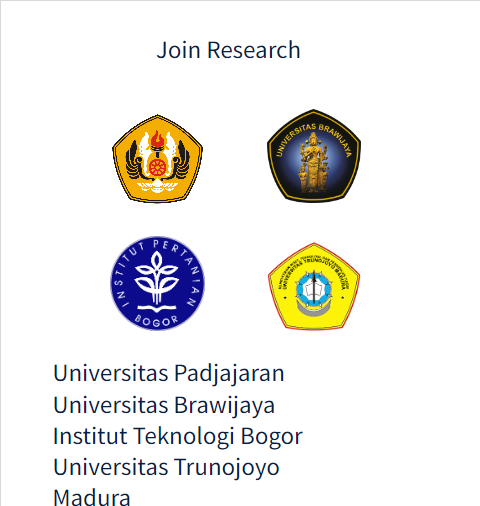 Join Research
UNIVERSITAS BRAWIJAYA
INSTITUT PERTANIAN
BOGOR
UNIVERSITAS TRUNOJOYO MADURA
Universitas Padjajaran
Universitas Brawijaya
Institut Teknologi Bogor
Universitas Trunojoyo
Madura